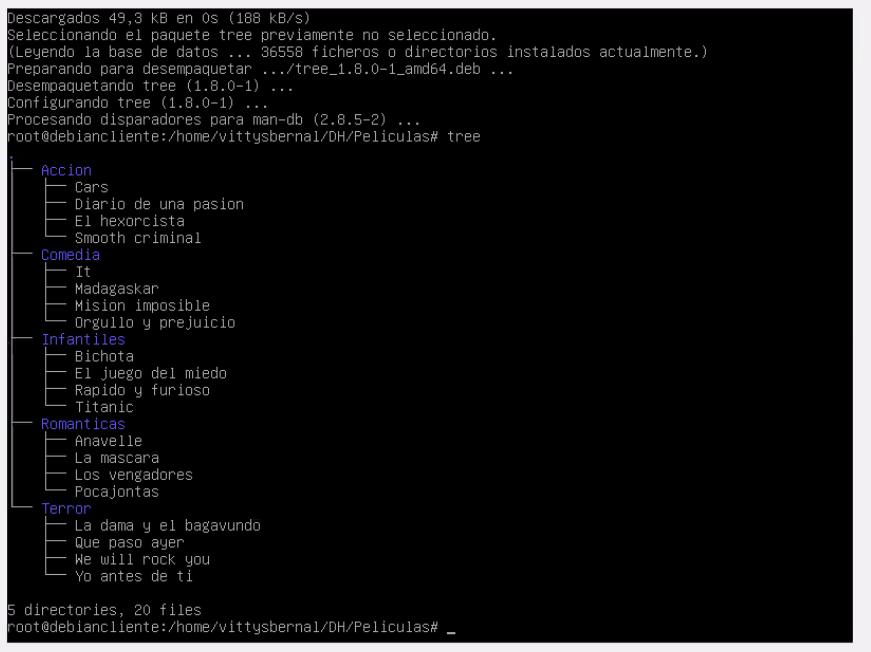 Descargados 49,3 kB en 0s (188 kB/s)
Seleccionando el paquete tree previamente no seleccionado.
(Leyendo la base de datos ... 36558 ficheros o directorios instalados actualmente.)
Preparando para desempaquetar .../tree_1.8.0-1_amd64.deb ...
Desempaquetando tree (1.8.0-1) ...
Configurando tree (1.8.0-1) ...
Procesando disparadores para man-db (2.8.5-2) ...
root@debiancliente:/home/vittysbernal/DH/Peliculas# tree
.
├── Accion
│   ├── Cars
│   ├── Diario de una pasion
│   ├── El hexorcista
│   └── Smooth criminal
├── Comedia
│   ├── It
│   ├── Madagaskar
│   ├── Mision imposible
│   └── Orgullo y prejuicio
├── Infantiles
│   ├── Bichota
│   ├── El juego del miedo
│   ├── Rapido y furioso
│   └── Titanic
├── Romanticas
│   ├── Anavelle
│   ├── La mascara
│   ├── Los vengadores
│   └── Pocajontas
└── Terror
    ├── La dama y el bagavundo
    ├── Que paso ayer
    ├── We will rock you
    └── Yo antes de ti

5 directories, 20 files
root@debiancliente:/home/vittysbernal/DH/Peliculas# _